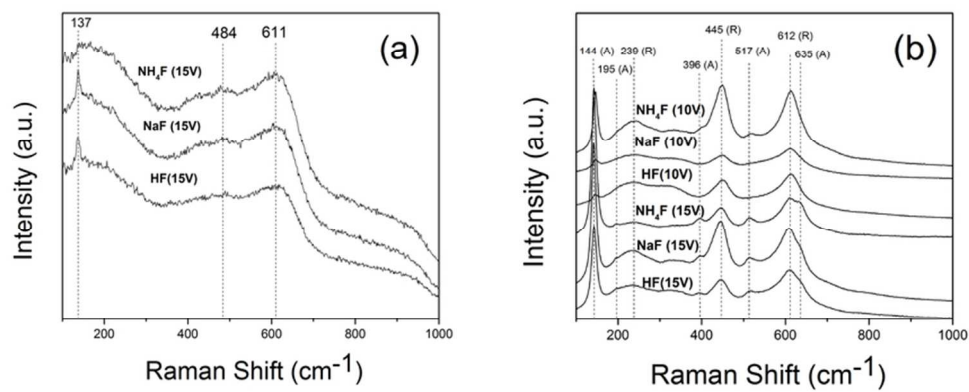 137
484
611
(a)
NH₄F (15V)
NaF (15V)
HF(15V)
Intensity (a.u.)
200 400 600 800 1000
Raman Shift (cm⁻¹)
445 (R)
612 (R)
(b)
144 (A)
239 (R)
195 (A)
396 (A)
517 (A)
635 (A)
NH₄F (10V)
NaF (10V)
HF(10V)
NH₄F (15V)
NaF (15V)
HF(15V)
Intensity (a.u.)
200 400 600 800 1000
Raman Shift (cm⁻¹)